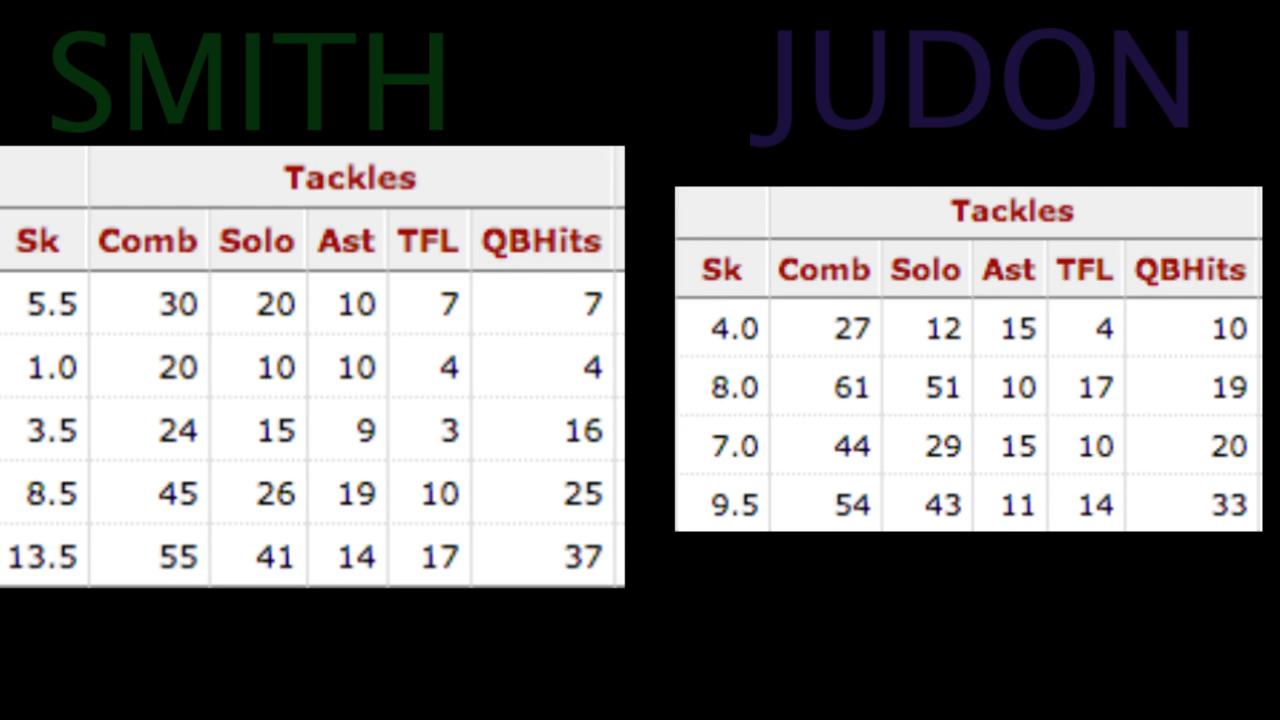 SMITH
Tackles
Sk Comb Solo Ast TFL QBHits
5.5 30 20 10 7 7
1.0 20 10 10 4 4
3.5 24 15 9 3 16
8.5 45 26 19 10 25
13.5 55 41 14 17 37
JUDON
Tackles
Sk Comb Solo Ast TFL QBHits
4.0 27 12 15 4 10
8.0 61 51 10 17 19
7.0 44 29 15 10 20
9.5 54 43 11 14 33